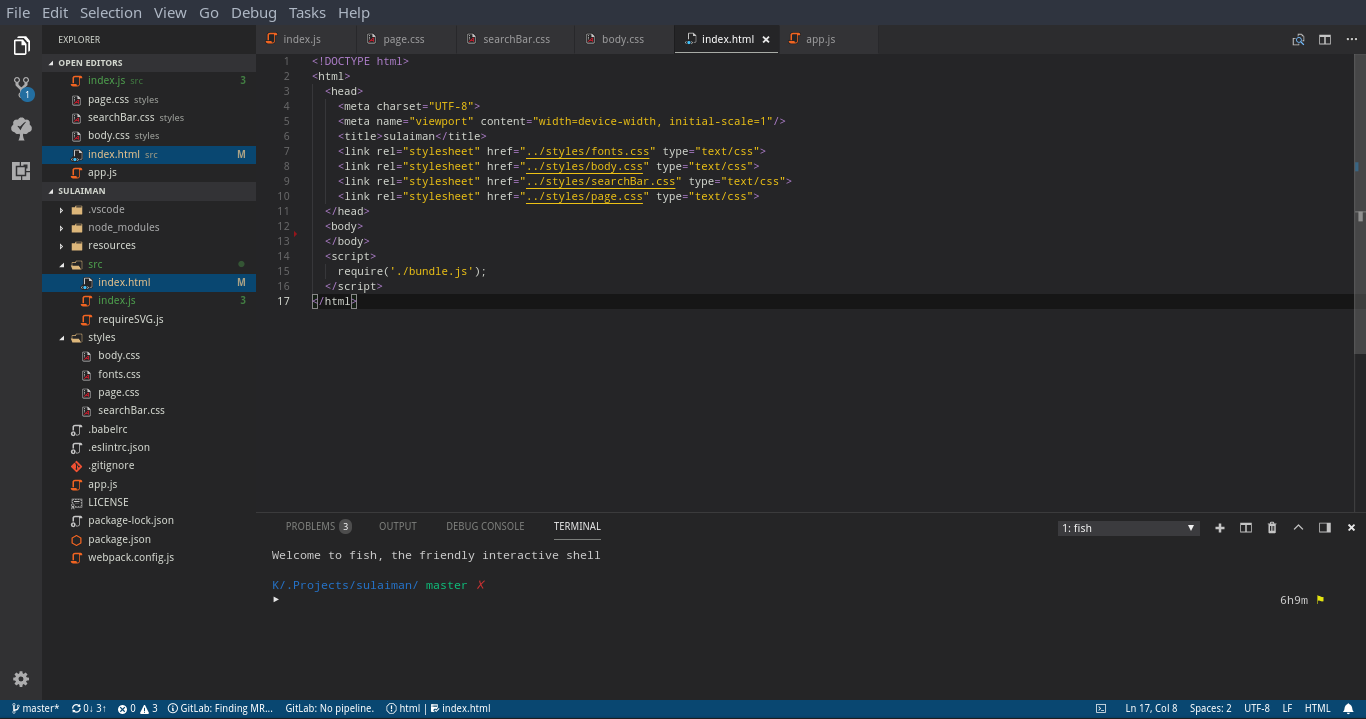 File Edit Selection View Go Debug Tasks Help
EXPLORER
OPEN EDITORS
index.js src 3
page.css styles
searchBar.css styles
body.css styles
index.html src M
app.js
SULAIMAN
.vscode
node_modules
resources
src
index.html M
index.js 3
requireSVG.js
styles
body.css
fonts.css
page.css
searchBar.css
.babelrc
.eslintrc.json
.gitignore
app.js
LICENSE
package-lock.json
package.json
webpack.config.js
1
index.js page.css searchBar.css body.css index.html app.js
1 <!DOCTYPE html>
2 <html>
3 <head>
4 <meta charset="UTF-8">
5 <meta name="viewport" content="width=device-width, initial-scale=1"/>
6 <title>sulaiman</title>
7 <link rel="stylesheet" href="../styles/fonts.css" type="text/css">
8 <link rel="stylesheet" href="../styles/body.css" type="text/css">
9 <link rel="stylesheet" href="../styles/searchBar.css" type="text/css">
10 <link rel="stylesheet" href="../styles/page.css" type="text/css">
11 </head>
12 <body>
13 </body>
14 <script>
15 require('./bundle.js');
16 </script>
17 </html>
PROBLEMS 3 OUTPUT DEBUG CONSOLE TERMINAL 1: fish
Welcome to fish, the friendly interactive shell
K/.Projects/sulaiman/ master ✗
6h9m
master* 0↓ 3↑ 0 3 GitLab: Finding MR... GitLab: No pipeline. html | index.html Ln 17, Col 8 Spaces: 2 UTF-8 LF HTML